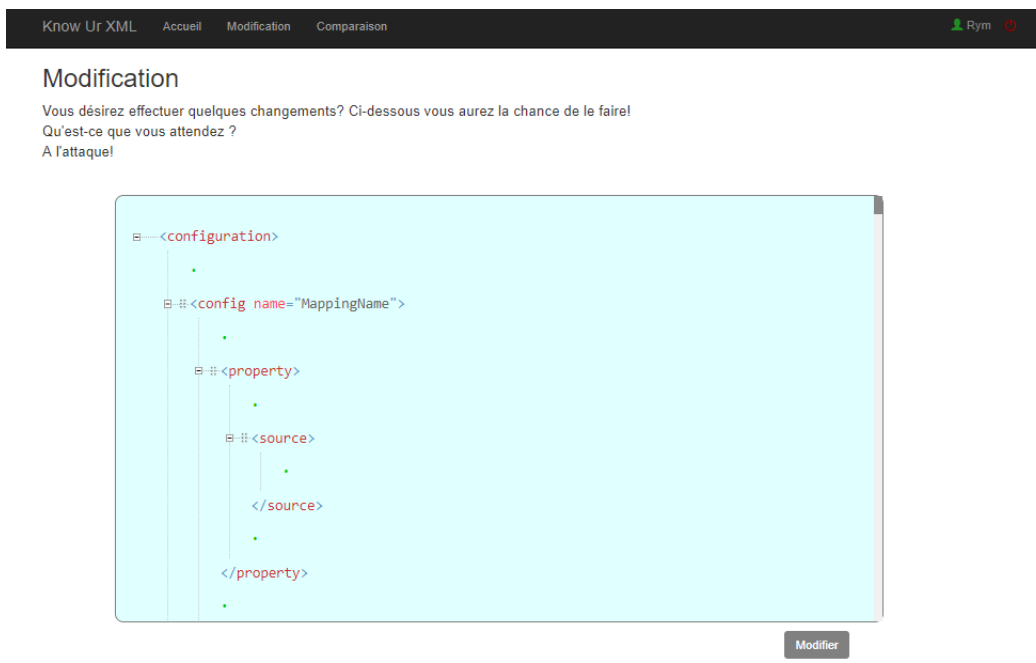 Know Ur XML Accueil Modification Comparaison Rym
Modification
Vous désirez effectuer quelques changements? Ci-dessous vous aurez la chance de le faire!
Qu'est-ce que vous attendez ?
A l'attaque!
<configuration>
<config name="MappingName">
<property>
<source>
</source>
</property>
Modifier